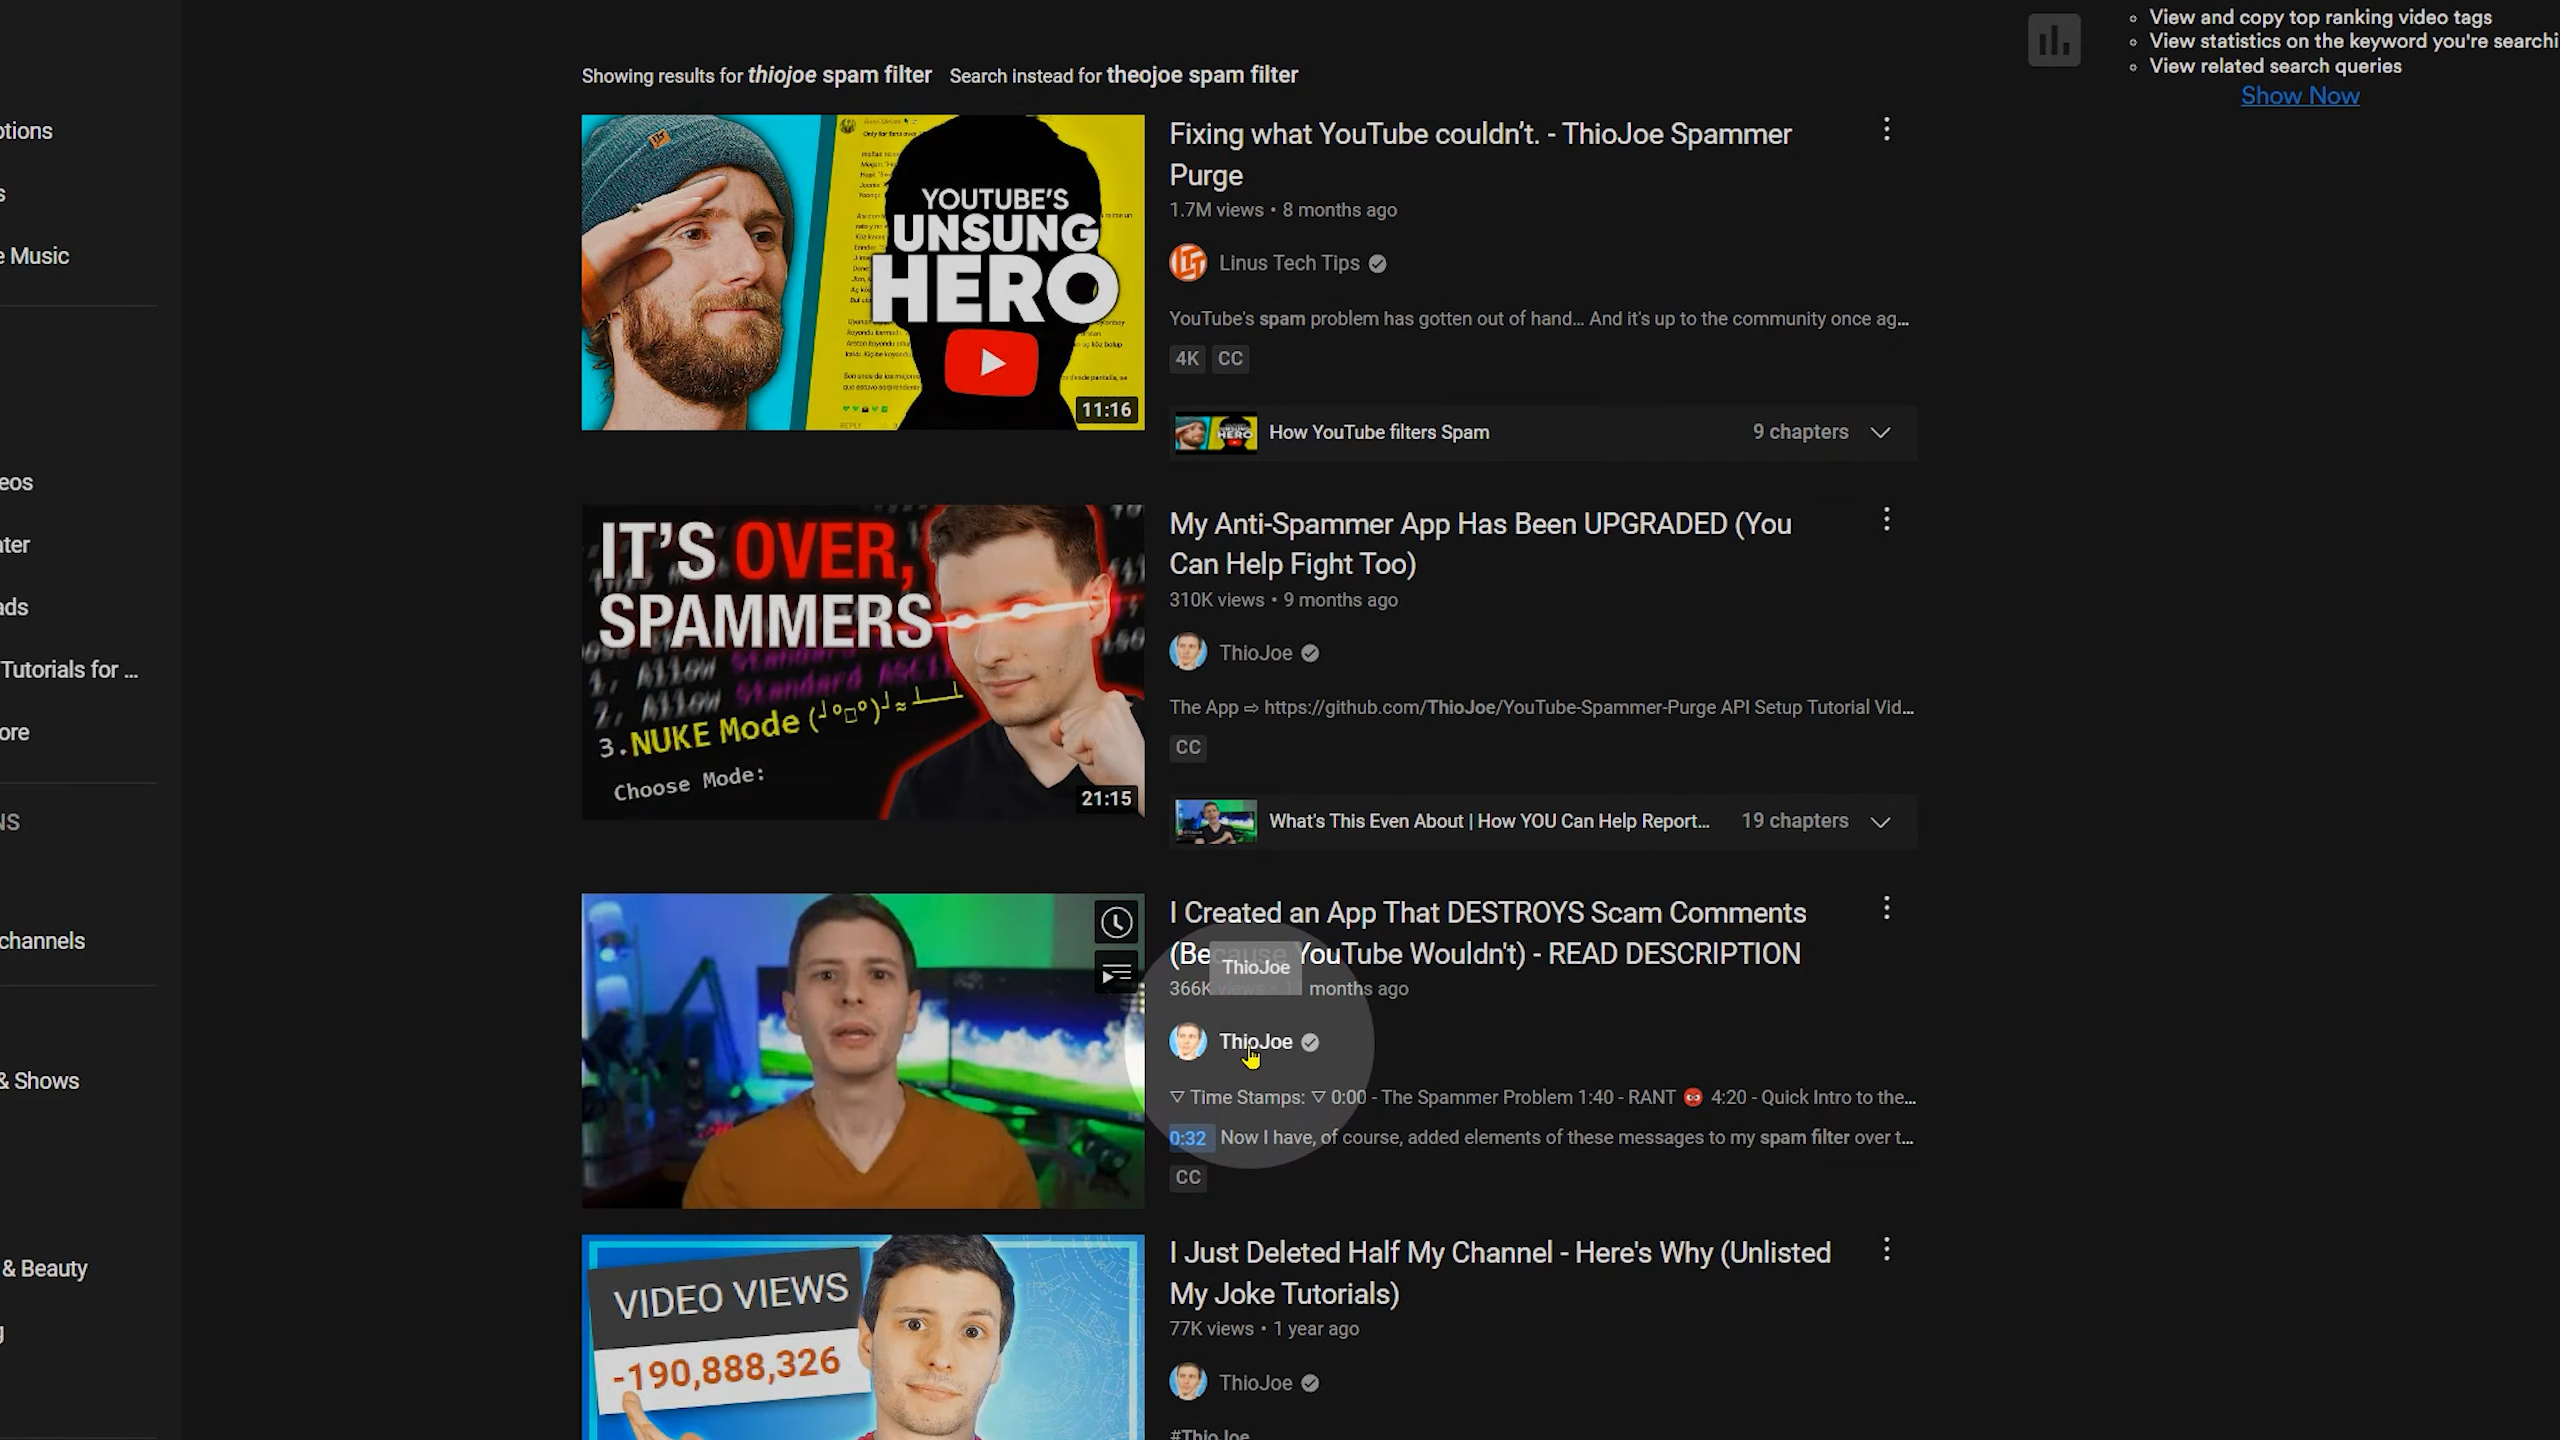 View and copy top ranking video tags
View statistics on the keyword you're searchi
View related search queries
Show Now
Showing results for thiojoe spam filter Search instead for theojoe spam filter
otions
s
e Music
eos
ater
ads
Tutorials for ...
ore
NS
channels
& Shows
& Beauty
g
YOUTUBE'S
UNSUNG
HERO
REPLY
11:16
Fixing what YouTube couldn't. - ThioJoe Spammer
Purge
1.7M views • 8 months ago
Linus Tech Tips
YouTube's spam problem has gotten out of hand... And it's up to the community once ag...
4K CC
How YouTube filters Spam 9 chapters
IT'S OVER,
SPAMMERS
1, Allow Standard
2, Allow Standard ASCII
3.NUKE Mode (╯°□°)╯≈┴──┴
Choose Mode:
21:15
My Anti-Spammer App Has Been UPGRADED (You
Can Help Fight Too)
310K views • 9 months ago
ThioJoe
The App ⇨ https://github.com/ThioJoe/YouTube-Spammer-Purge API Setup Tutorial Vid...
CC
What's This Even About | How YOU Can Help Report... 19 chapters
I Created an App That DESTROYS Scam Comments
(Because YouTube Wouldn't) - READ DESCRIPTION
ThioJoe
366K views • 11 months ago
ThioJoe
▽ Time Stamps: ▽ 0:00 - The Spammer Problem 1:40 - RANT 👿 4:20 - Quick Intro to the...
0:32 Now I have, of course, added elements of these messages to my spam filter over t...
CC
VIDEO VIEWS
-190,888,326
I Just Deleted Half My Channel - Here's Why (Unlisted
My Joke Tutorials)
77K views • 1 year ago
ThioJoe
#ThioJoe